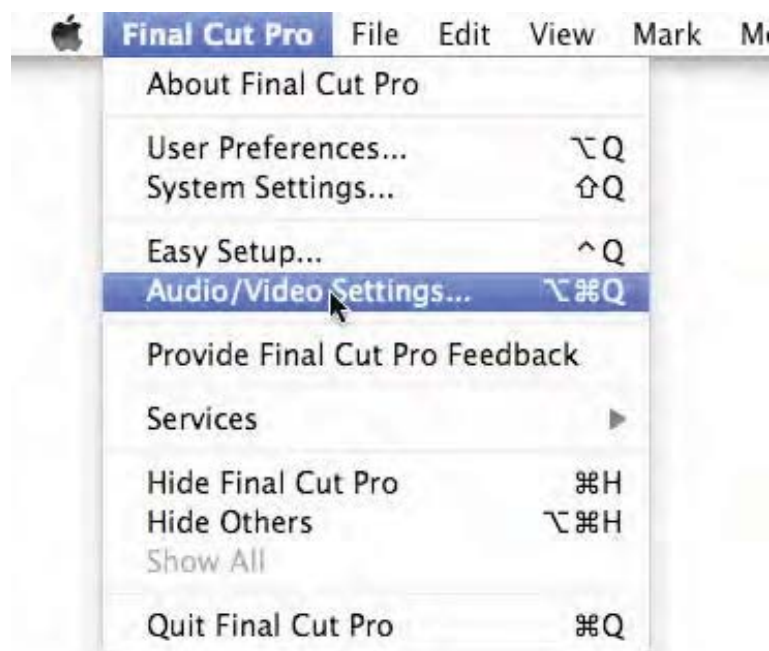 Final Cut Pro File Edit View Mark
About Final Cut Pro
User Preferences... ⌥Q
System Settings... ⇧Q
Easy Setup... ^Q
Audio/Video Settings... ⌥⌘Q
Provide Final Cut Pro Feedback
Services ▶
Hide Final Cut Pro ⌘H
Hide Others ⌥⌘H
Show All
Quit Final Cut Pro ⌘Q